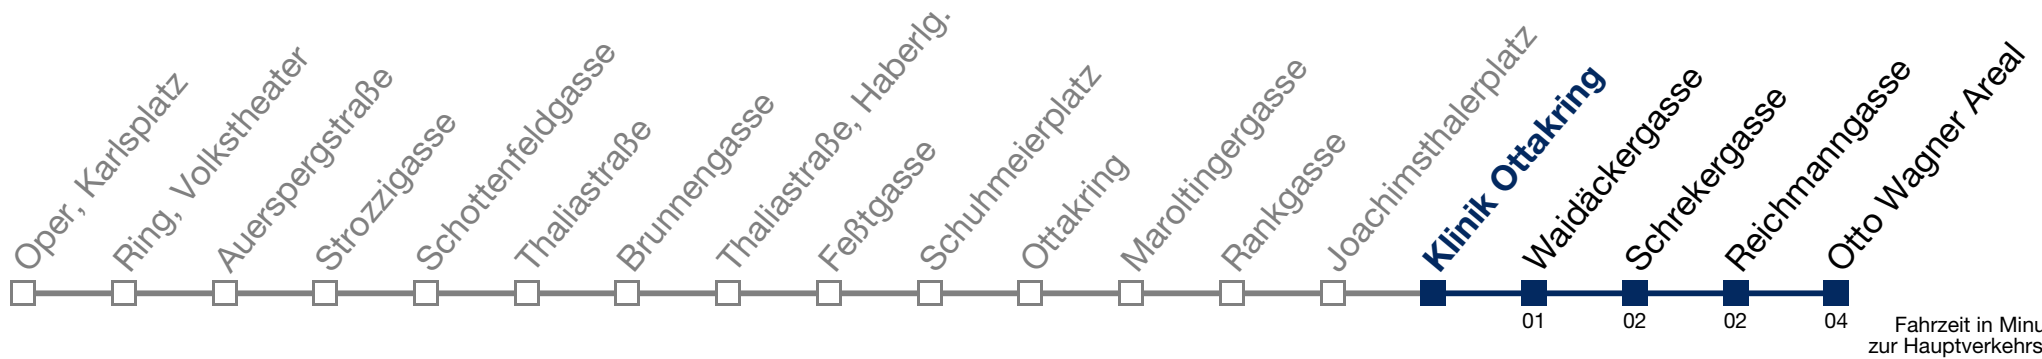 Oper, Karlsplatz
Ring, Volkstheater
Auerspergstraße
Strozzigasse
Schottenfeldgasse
Thaliastraße
Brunnengasse
Thaliastraße, Haberlg.
Feßtgasse
Schuhmeierplatz
Ottakring
Maroltingergasse
Rankgasse
Joachimsthalerplatz
Klinik Ottakring
Waidäckergasse
Schrekergasse
Reichmanngasse
Otto Wagner Areal
01 02 02 04
Fahrzeit in Minu
zur Hauptverkehrs